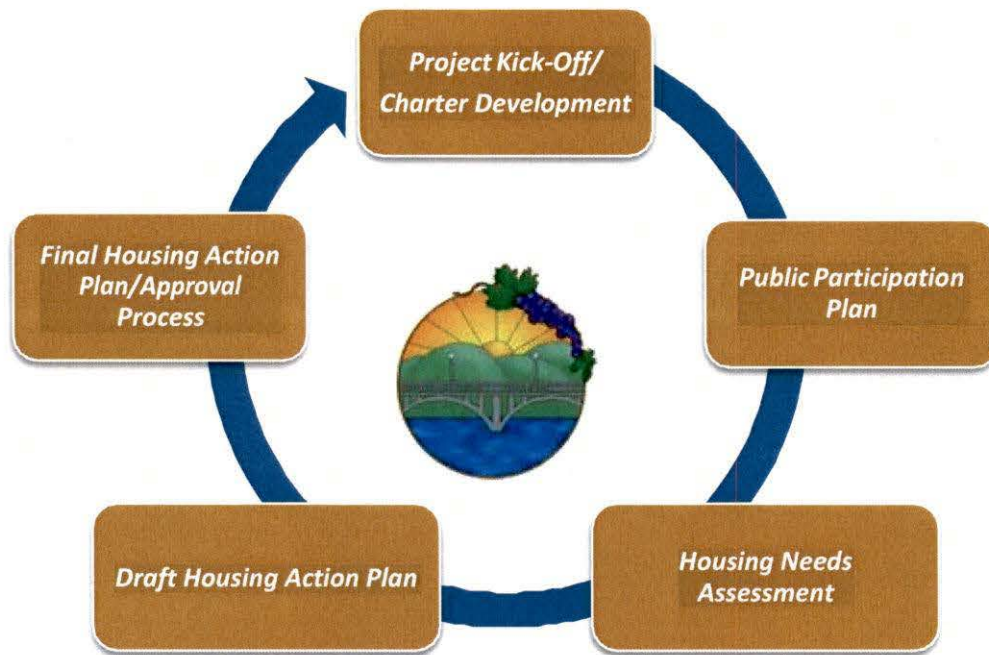 Project Kick-Off/
Charter Development
Public Participation
Plan
Housing Needs
Assessment
Draft Housing Action Plan
Final Housing Action
Plan/Approval
Process